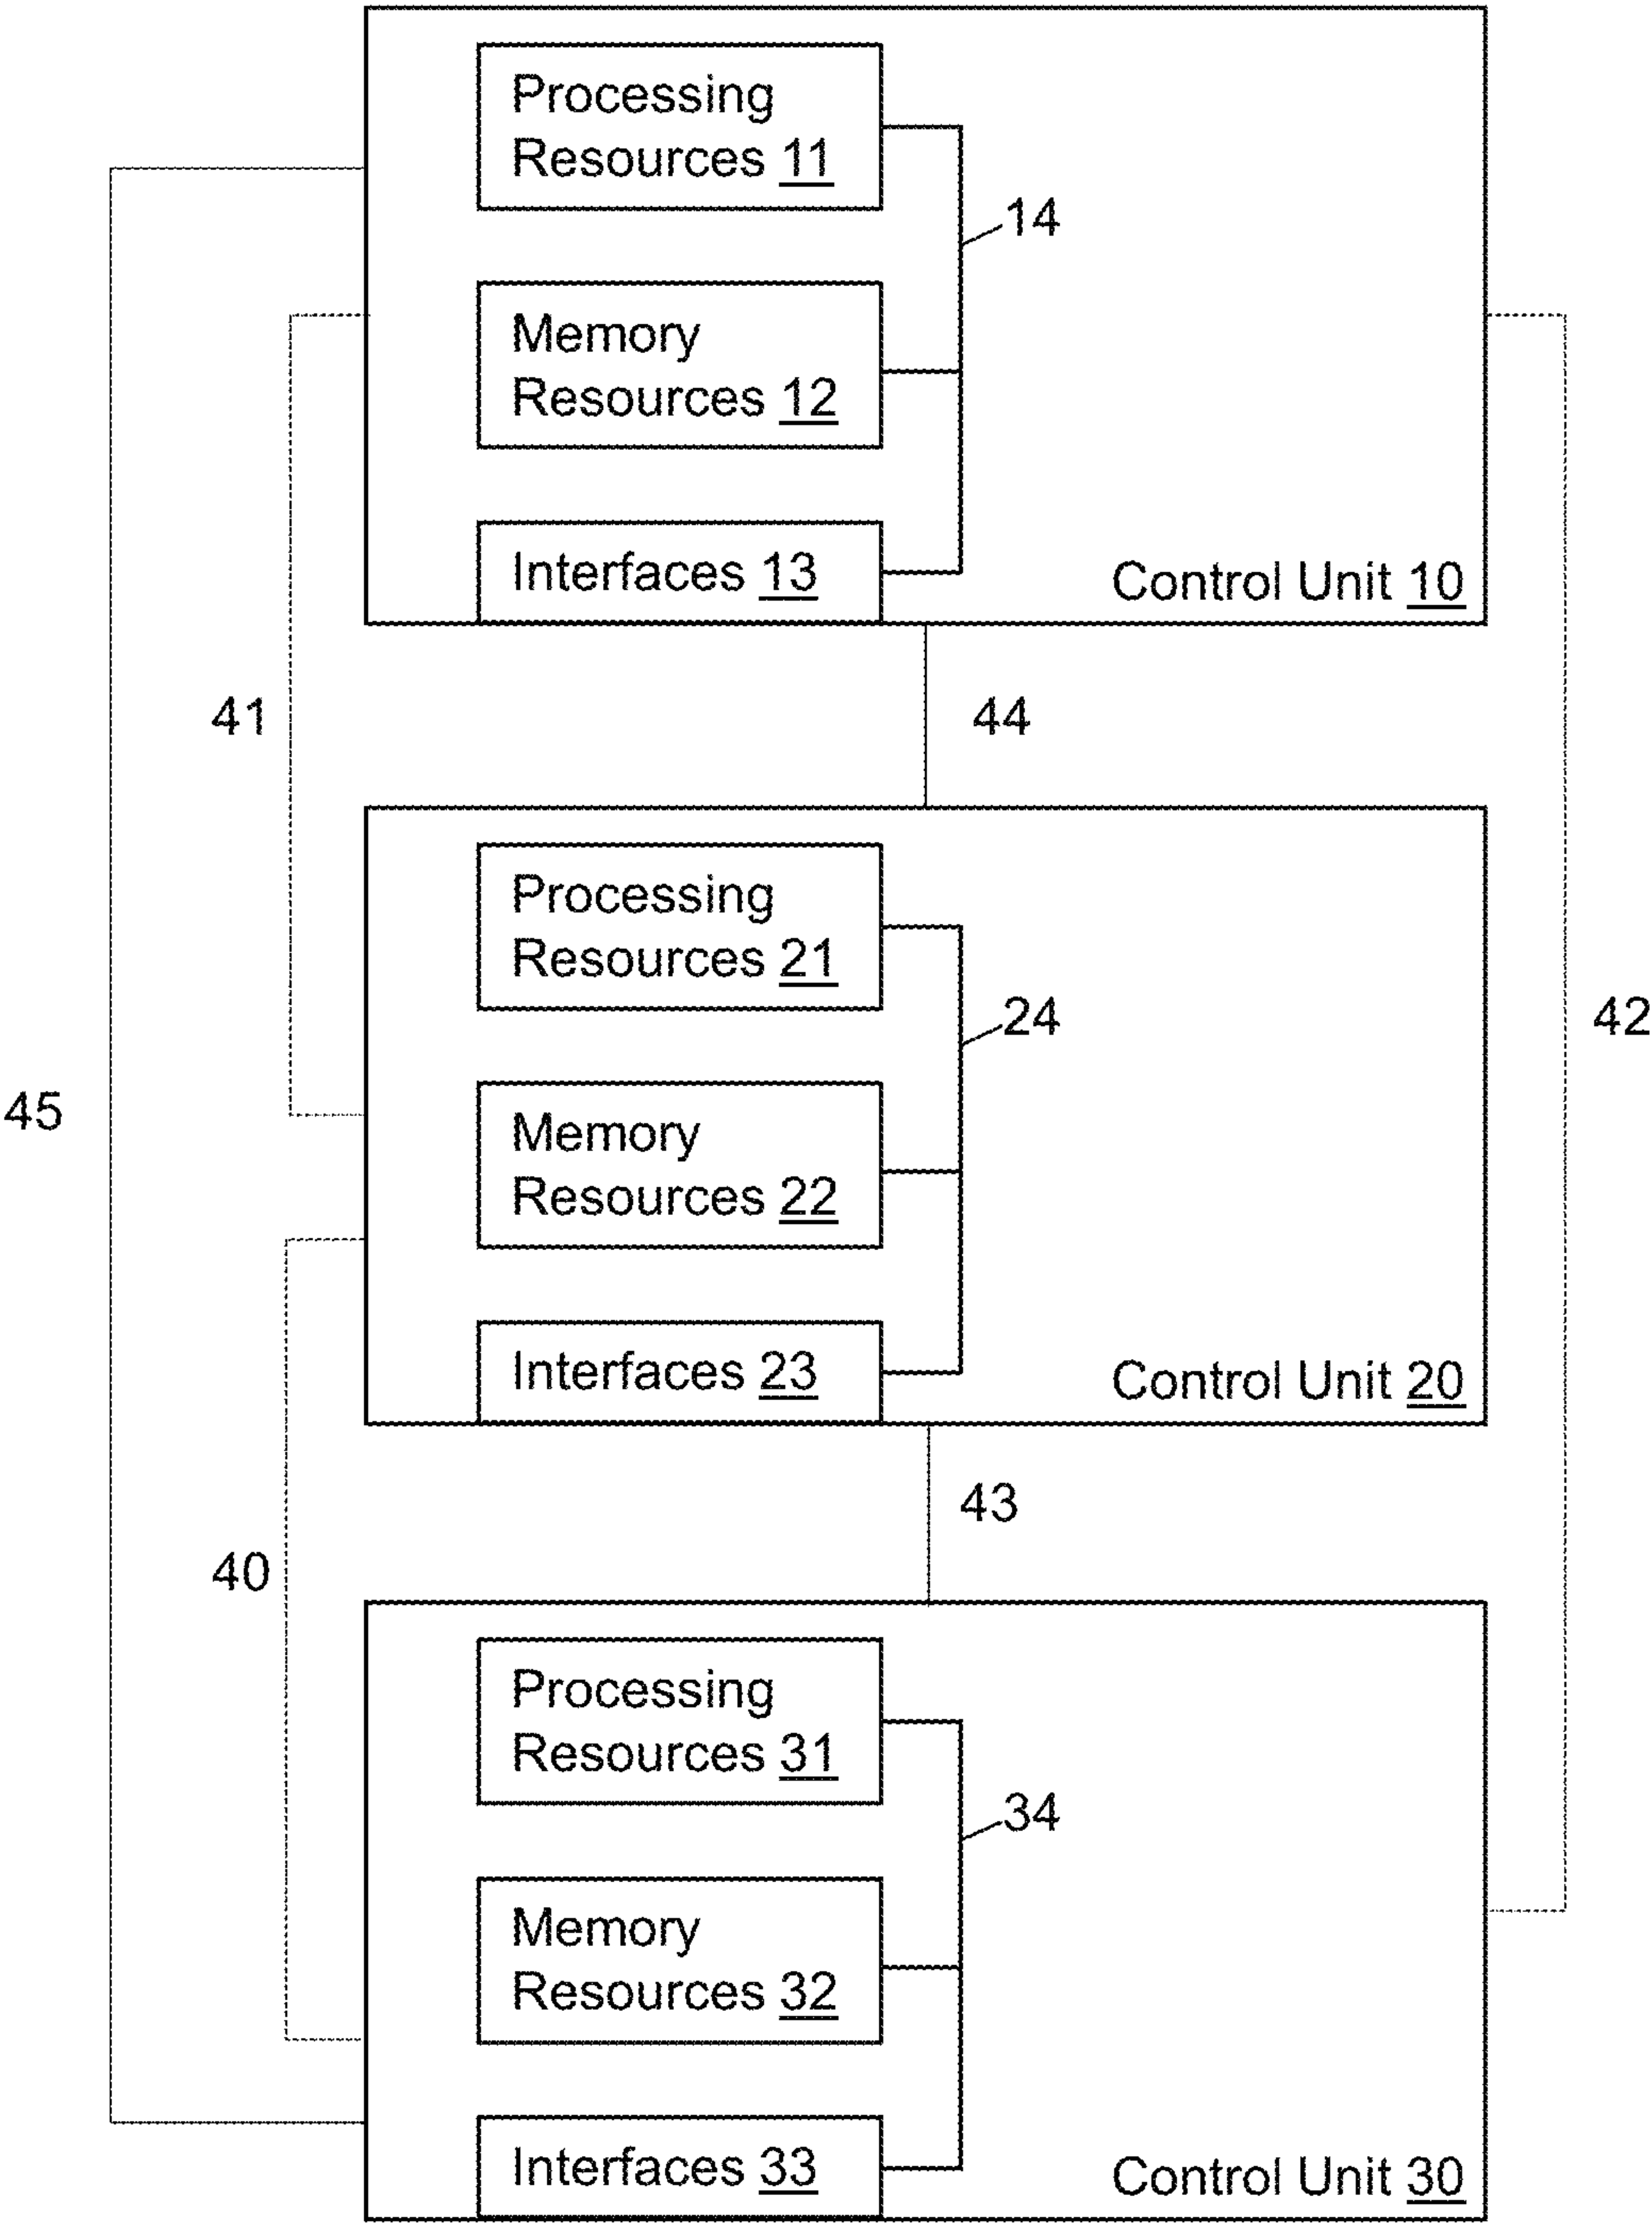 Processing
Resources 11
14
Memory
Resources 12
Interfaces 13
Control Unit 10
41
44
Processing
Resources 21
24
42
45
Memory
Resources 22
Interfaces 23
Control Unit 20
43
40
Processing
Resources 31
34
Memory
Resources 32
Interfaces 33
Control Unit 30